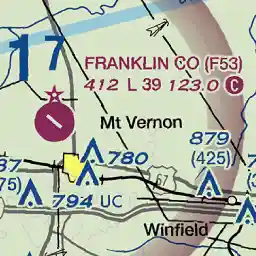 17
FRANKLIN CO (F53)
412 L 39 123.0 C
Mt Vernon
879
(425)
780
67
794 UC
Winfield